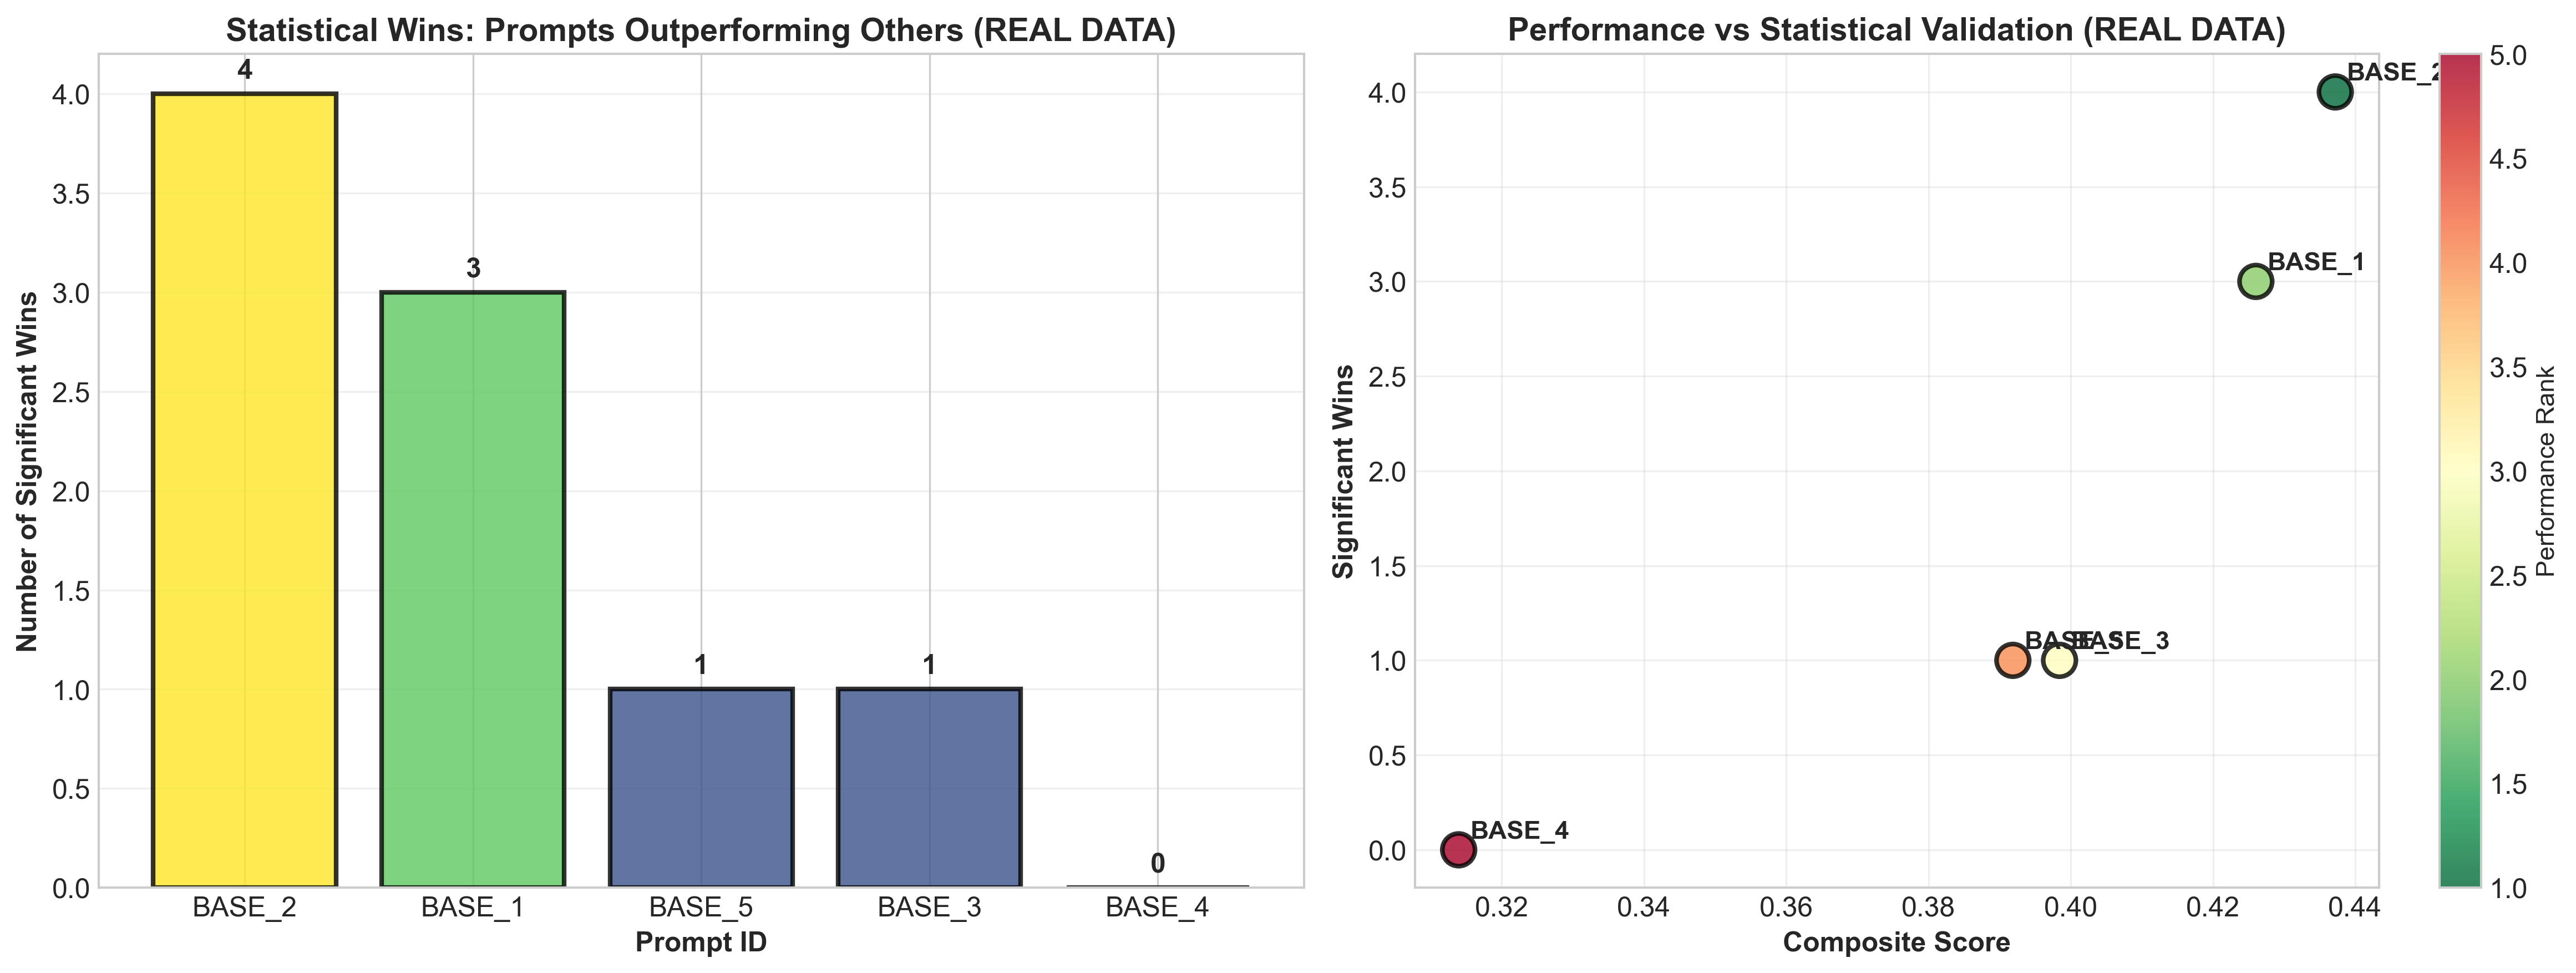 Statistical Wins: Prompts Outperforming Others (REAL DATA)
4
3
1
1
0
4.0
3.5
3.0
2.5
2.0
1.5
1.0
0.5
0.0
Number of Significant Wins
BASE_2
BASE_1
BASE_5
BASE_3
BASE_4
Prompt ID
Performance vs Statistical Validation (REAL DATA)
BASE_2
BASE_1
BASE_5
BASE_3
BASE_4
4.0
3.5
3.0
2.5
2.0
1.5
1.0
0.5
0.0
Significant Wins
0.32
0.34
0.36
0.38
0.40
0.42
0.44
Composite Score
5.0
4.5
4.0
3.5
3.0
2.5
2.0
1.5
1.0
Performance Rank